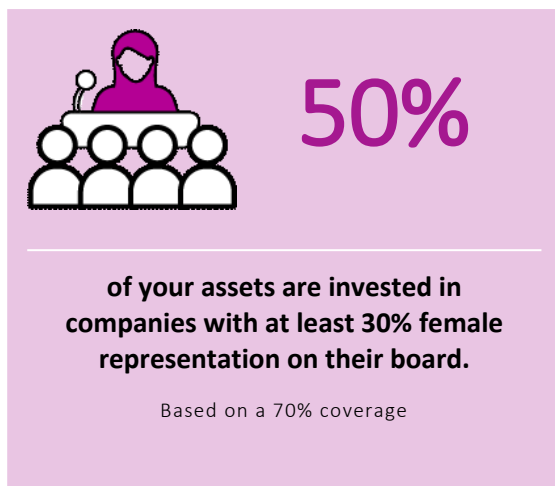 50%
of your assets are invested in
companies with at least 30% female
representation on their board.
Based on a 70% coverage